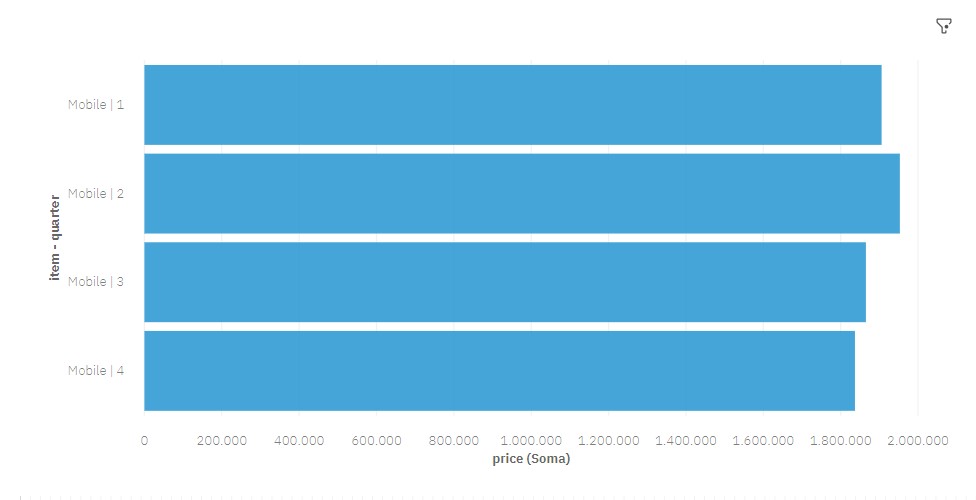 item - quarter
Mobile | 1
Mobile | 2
Mobile | 3
Mobile | 4
0 200.000 400.000 600.000 800.000 1.000.000 1.200.000 1.400.000 1.600.000 1.800.000 2.000.000
price (Soma)